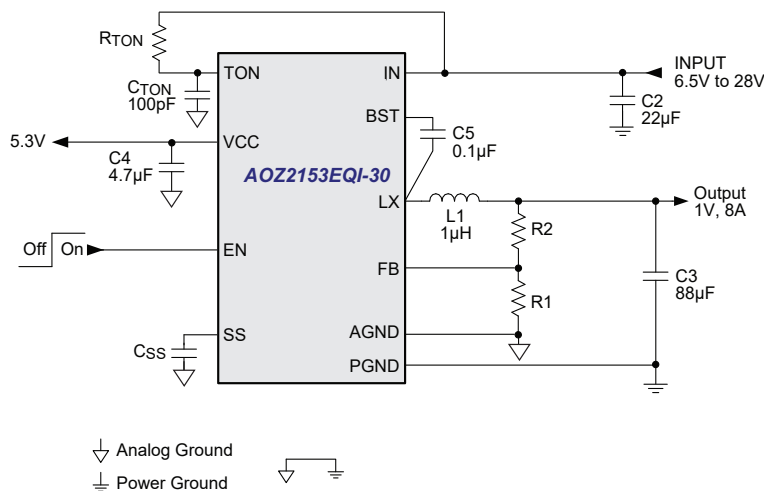 RTON
CTON
100pF
TON
IN
INPUT
6.5V to 28V
C2
22µF
BST
C5
0.1µF
5.3V
VCC
C4
4.7µF
AOZ2153EQI-30
LX
L1
1µH
Output
1V, 8A
R2
Off
On
EN
FB
R1
C3
88µF
SS
CSS
AGND
PGND
Analog Ground
Power Ground